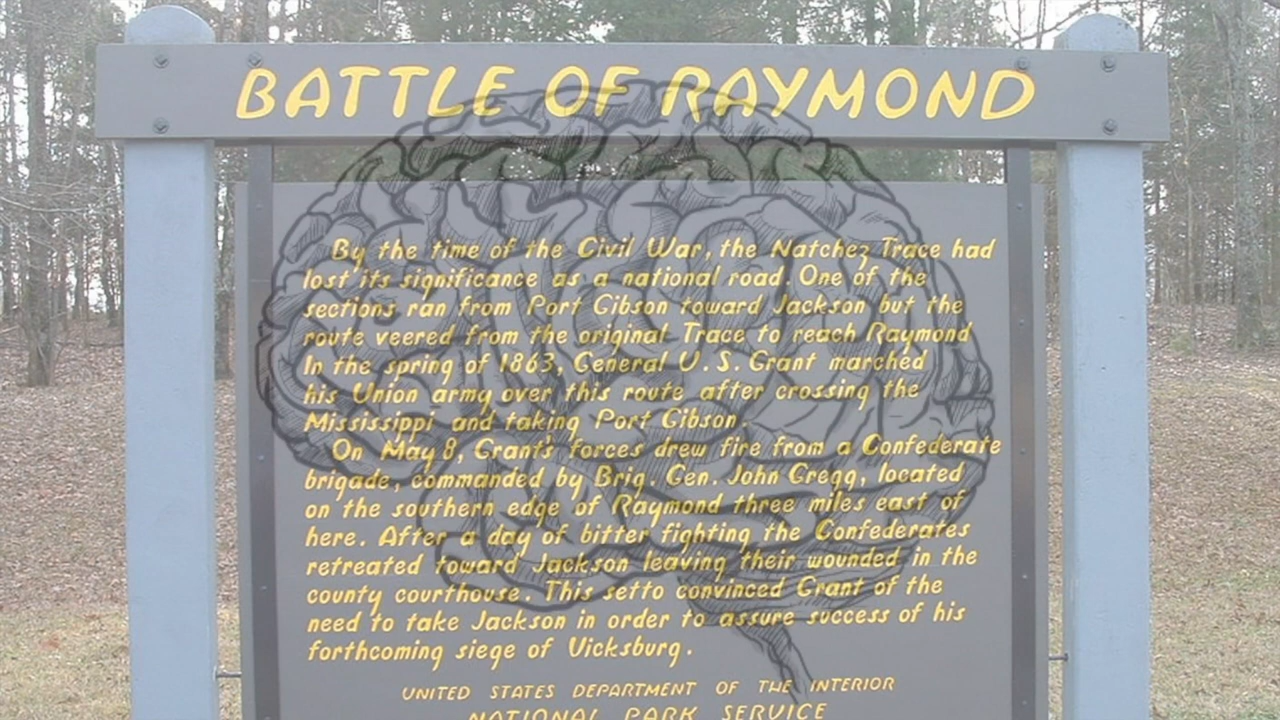 BATTLE OF RAYMOND
By the time of the Civil War, the Natchez Trace had
lost its significance as a national road. One of the
sections ran from Port Gibson toward Jackson but the
route veered from the original Trace to reach Raymond
In the spring of 1863, General U.S. Grant marched
his Union army over this route after crossing the
Mississippi and taking Port Gibson.
On May 8, Grant's forces drew fire from a Confederate
brigade, commanded by Brig. Gen. John Gregg, located
on the southern edge of Raymond three miles east of
here. After a day of bitter fighting the Confederates
retreated toward Jackson leaving their wounded in the
county courthouse. This setto convinced Grant of the
need to take Jackson in order to assure success of his
forthcoming siege of Vicksburg.
UNITED STATES DEPARTMENT OF THE INTERIOR
NATIONAL PARK SERVICE